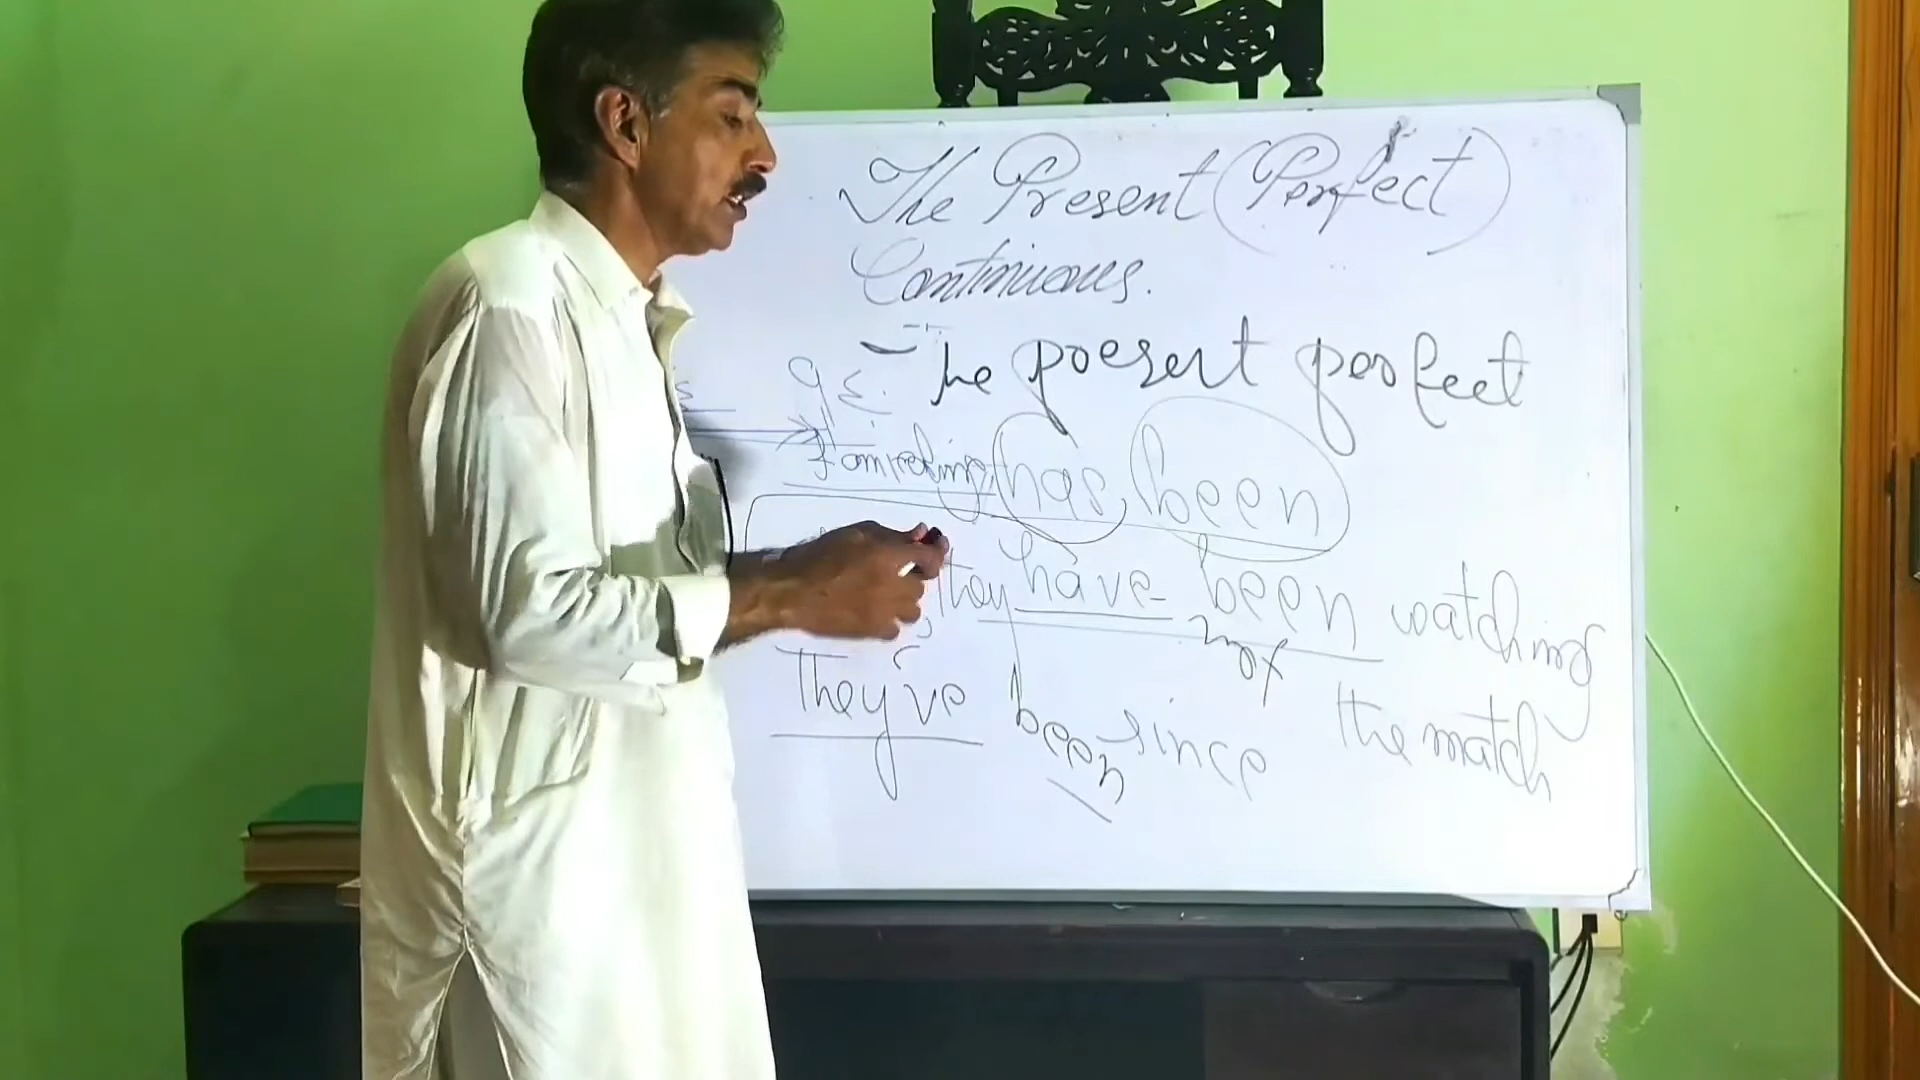 The Present (Perfect)
Continuous.
- The present perfect
has been
They have been watching
They've been since the match